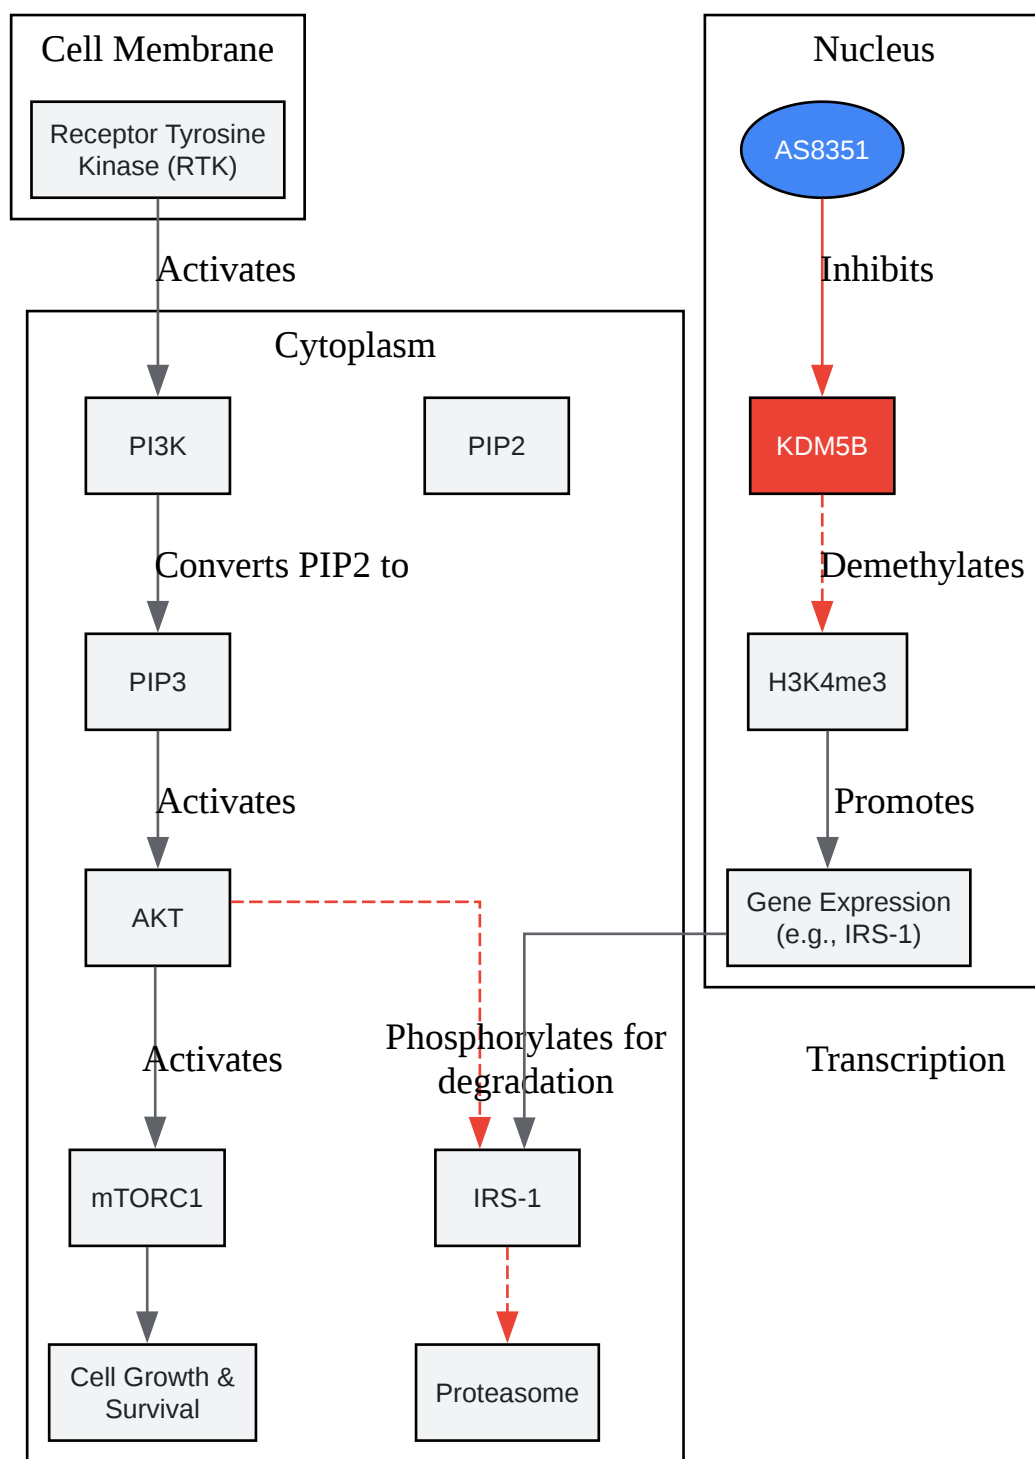 Cell Membrane
Receptor Tyrosine
Kinase (RTK)
Activates
Cytoplasm
PI3K
PIP2
Converts PIP2 to
PIP3
Activates
AKT
Activates
Phosphorylates for
degradation
mTORC1
IRS-1
Cell Growth &
Survival
Proteasome
Nucleus
AS8351
Inhibits
KDM5B
Demethylates
H3K4me3
Promotes
Gene Expression
(e.g., IRS-1)
Transcription